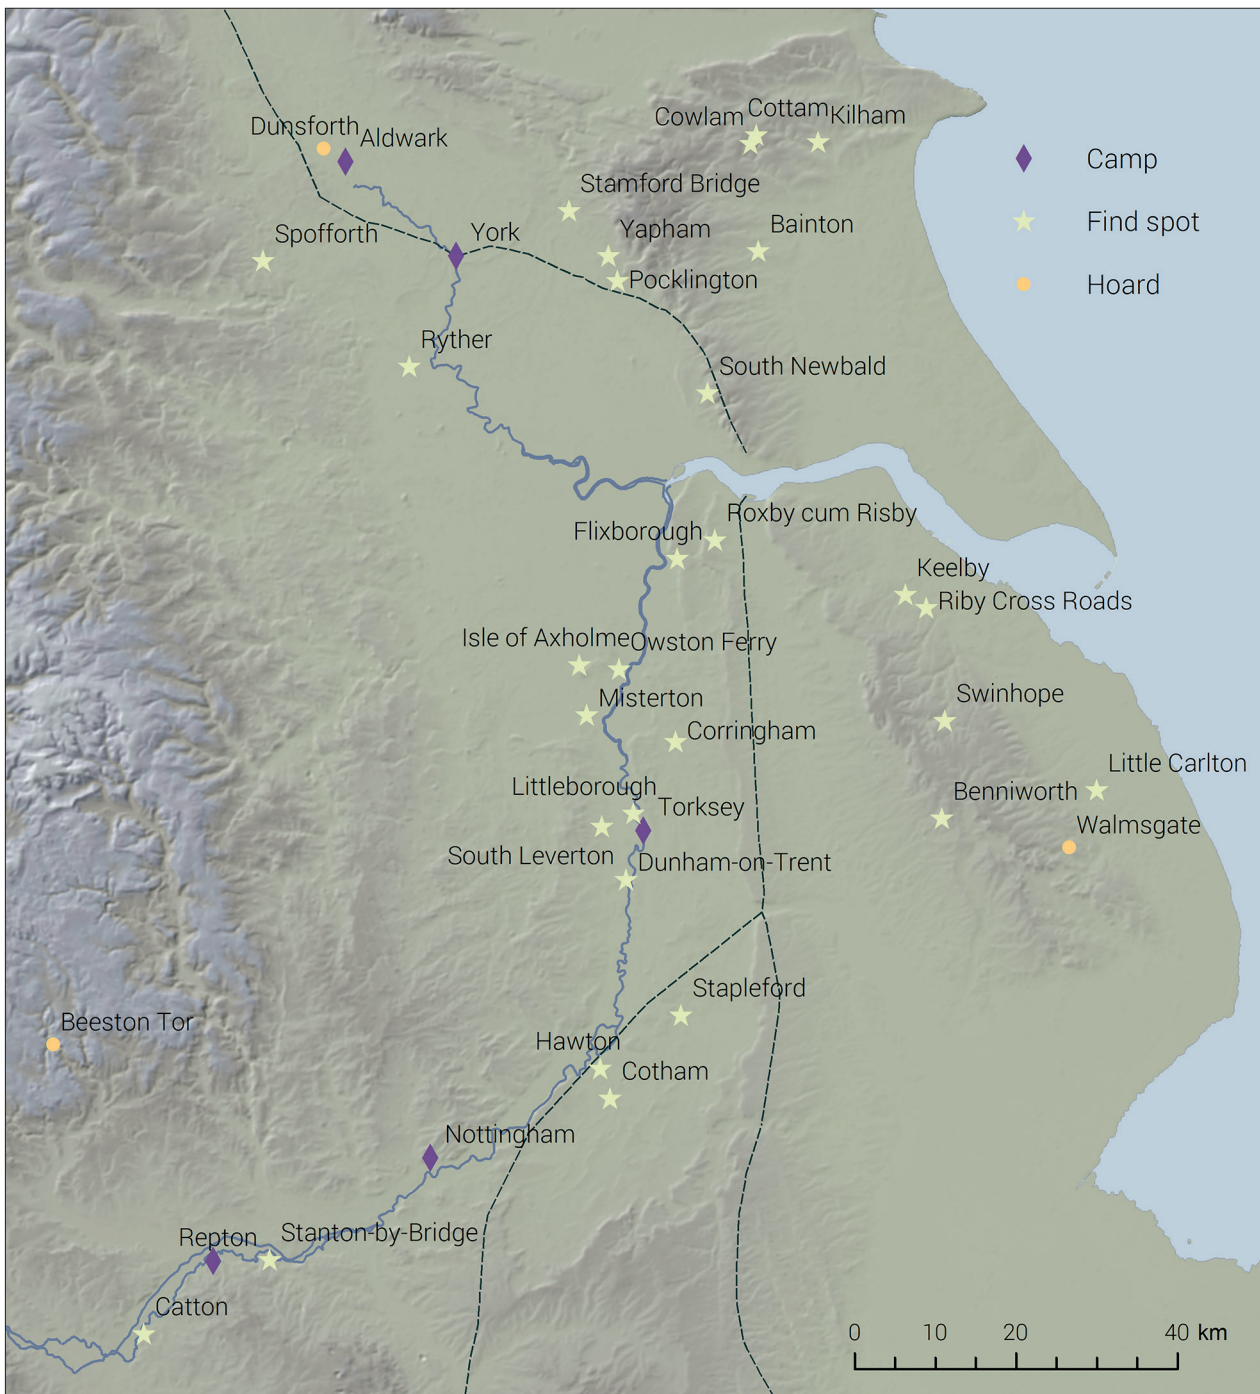 Cowlam
Cottam
Kilham
Dunsforth
Aldwark
Camp
Stamford Bridge
Find spot
Spofforth
York
Yapham
Bainton
Pocklington
Hoard
Ryther
South Newbald
Flixborough
Roxby cum Risby
Keelby
Riby Cross Roads
Isle of Axholme
Owston Ferry
Misterton
Swinhope
Corringham
Little Carlton
Littleborough
Torksey
Benniworth
Walmsgate
South Leverton
Dunham-on-Trent
Stapleford
Beeston Tor
Hawton
Cotham
Nottingham
Repton
Stanton-by-Bridge
Catton
0 10 20 40 km